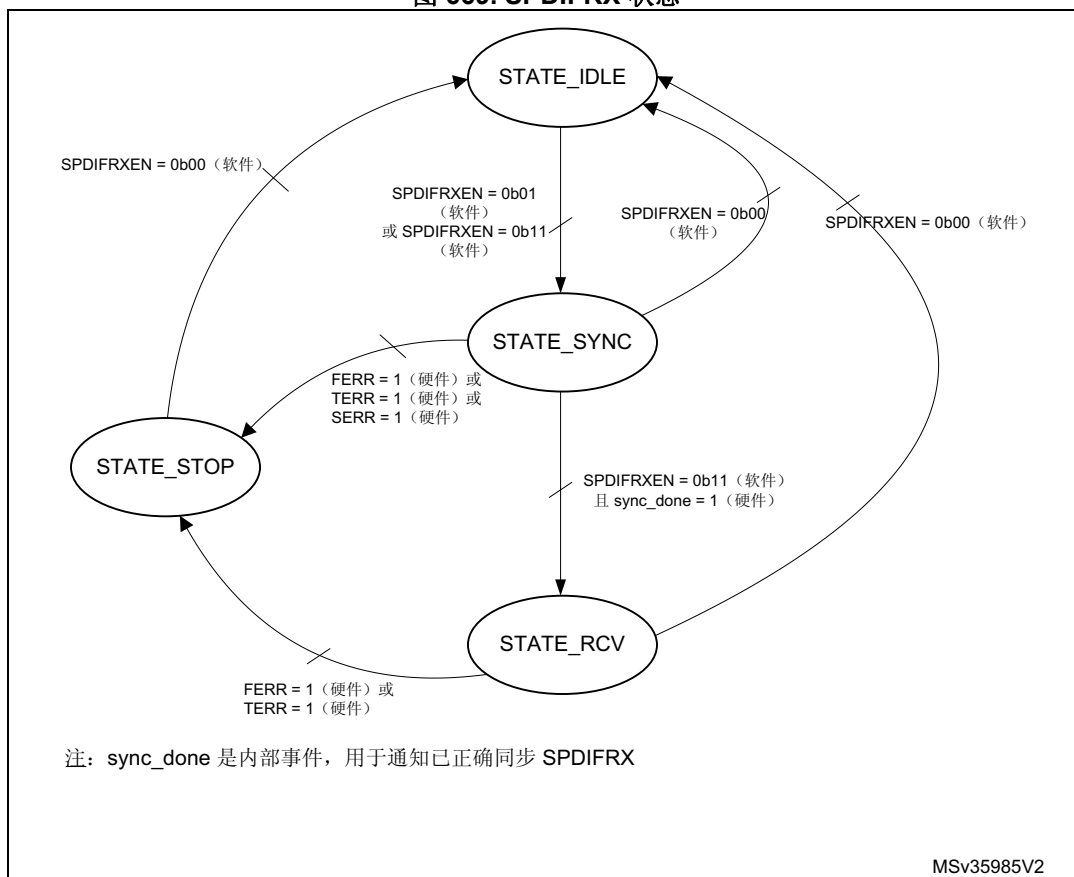 STATE_IDLE
SPDIFRXEN = 0b00（软件）
SPDIFRXEN = 0b01
（软件）
或 SPDIFRXEN = 0b11
（软件）
SPDIFRXEN = 0b00
（软件）
SPDIFRXEN = 0b00（软件）
STATE_SYNC
FERR = 1（硬件）或
TERR = 1（硬件）或
SERR = 1（硬件）
STATE_STOP
SPDIFRXEN = 0b11（软件）
且 sync_done = 1（硬件）
STATE_RCV
FERR = 1（硬件）或
TERR = 1（硬件）
注：sync_done 是内部事件，用于通知已正确同步 SPDIFRX
MSv35985V2